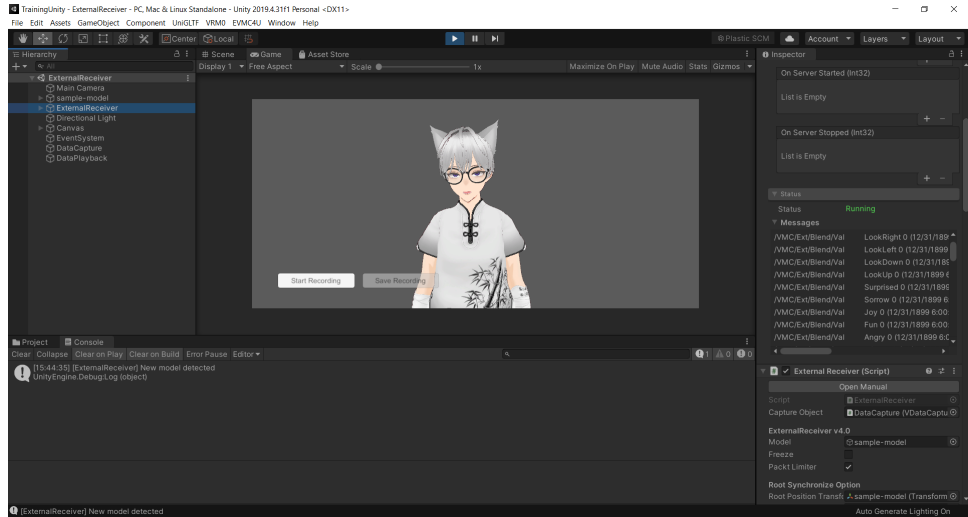 TrainingUnity - ExternalReceiver - PC, Mac & Linux Standalone - Unity 2019.4.31f1 Personal <DX11>
File Edit Assets GameObject Component UniGLTF VRM0 EVMC4U Window Help
Center Local Plastic SCM Account Layers Layout
Hierarchy
All
ExternalReceiver
Main Camera
sample-model
ExternalReceiver
Directional Light
Canvas
EventSystem
DataCapture
DataPlayback
Scene Game Asset Store
Display 1 Free Aspect Scale 1x Maximize On Play Mute Audio Stats Gizmos
Start Recording Save Recording
Project Console
Clear Collapse Clear on Play Clear on Build Error Pause Editor 1 0 0
[15:44:35] [ExternalReceiver] New model detected
UnityEngine.Debug:Log (object)
Inspector
On Server Started (Int32)
List is Empty
On Server Stopped (Int32)
List is Empty
Status
Status Running
Messages
/VMC/Ext/Blend/Val LookRight 0 (12/31/189
/VMC/Ext/Blend/Val LookLeft 0 (12/31/1899
/VMC/Ext/Blend/Val LookDown 0 (12/31/18
/VMC/Ext/Blend/Val LookUp 0 (12/31/1899 6
/VMC/Ext/Blend/Val Surprised 0 (12/31/1899
/VMC/Ext/Blend/Val Sorrow 0 (12/31/1899 6
/VMC/Ext/Blend/Val Joy 0 (12/31/1899 6:00:
/VMC/Ext/Blend/Val Fun 0 (12/31/1899 6:00:
/VMC/Ext/Blend/Val Angry 0 (12/31/1899 6:
External Receiver (Script)
Open Manual
Script ExternalReceiver
Capture Object DataCapture (VDataCaptu
ExternalReceiver v4.0
Model sample-model
Freeze
Packt Limiter
Root Synchronize Option
Root Position Transf sample-model (Transform
[ExternalReceiver] New model detected
Auto Generate Lighting On